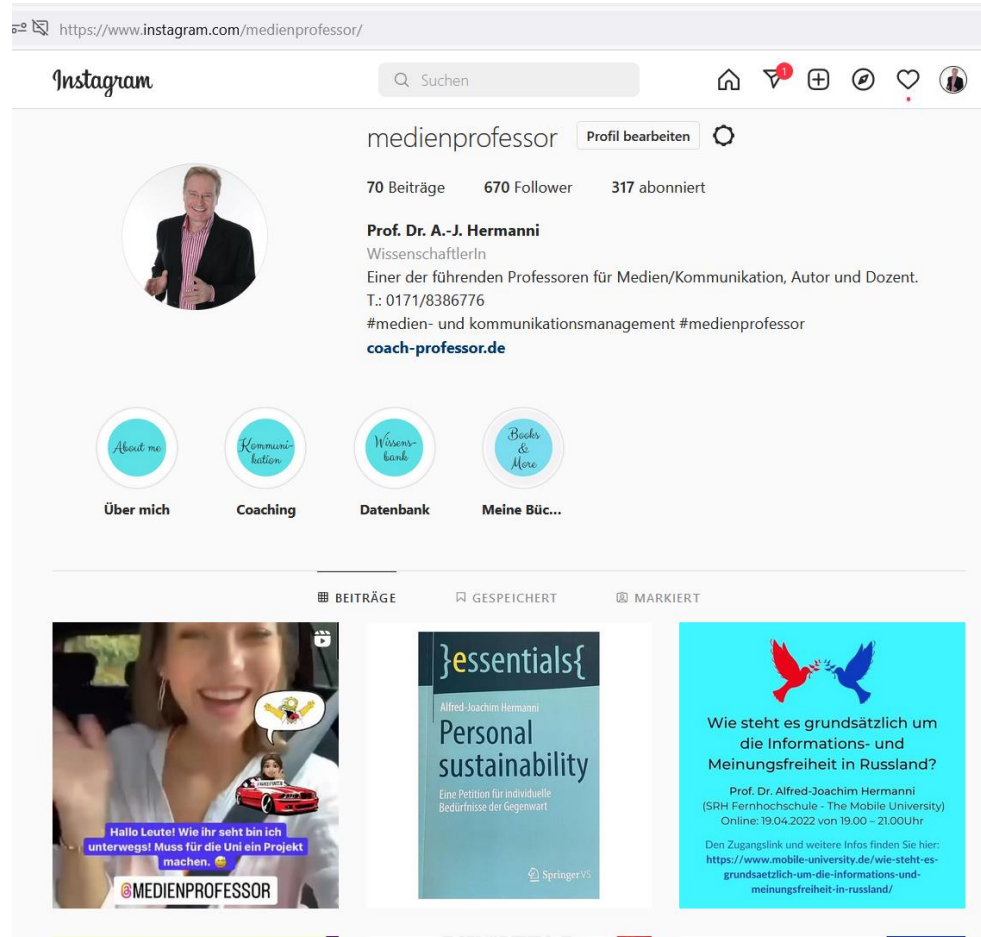 https://www.instagram.com/medienprofessor/
Instagram
Suchen
1
medienprofessor Profil bearbeiten
70 Beiträge 670 Follower 317 abonniert
Prof. Dr. A.-J. Hermanni
WissenschaftlerIn
Einer der führenden Professoren für Medien/Kommunikation, Autor und Dozent.
T.: 0171/8386776
#medien- und kommunikationsmanagement #medienprofessor
coach-professor.de
About me
Kommuni-
kation
Wissens-
bank
Books
&
More
Über mich Coaching Datenbank Meine Büc...
BEITRÄGE GESPEICHERT MARKIERT
Hallo Leute! Wie ihr seht bin ich
unterwegs! Muss für die Uni ein Projekt
machen.
@MEDIENPROFESSOR
}essentials{
Alfred-Joachim Hermanni
Personal
sustainability
Eine Petition für individuelle
Bedürfnisse der Gegenwart
Springer VS
Wie steht es grundsätzlich um
die Informations- und
Meinungsfreiheit in Russland?
Prof. Dr. Alfred-Joachim Hermanni
(SRH Fernhochschule - The Mobile University)
Online: 19.04.2022 von 19.00 – 21.00Uhr
Den Zugangslink und weitere Infos finden Sie hier:
https://www.mobile-university.de/wie-steht-es-
grundsaetzlich-um-die-informations-und-
meinungsfreiheit-in-russland/